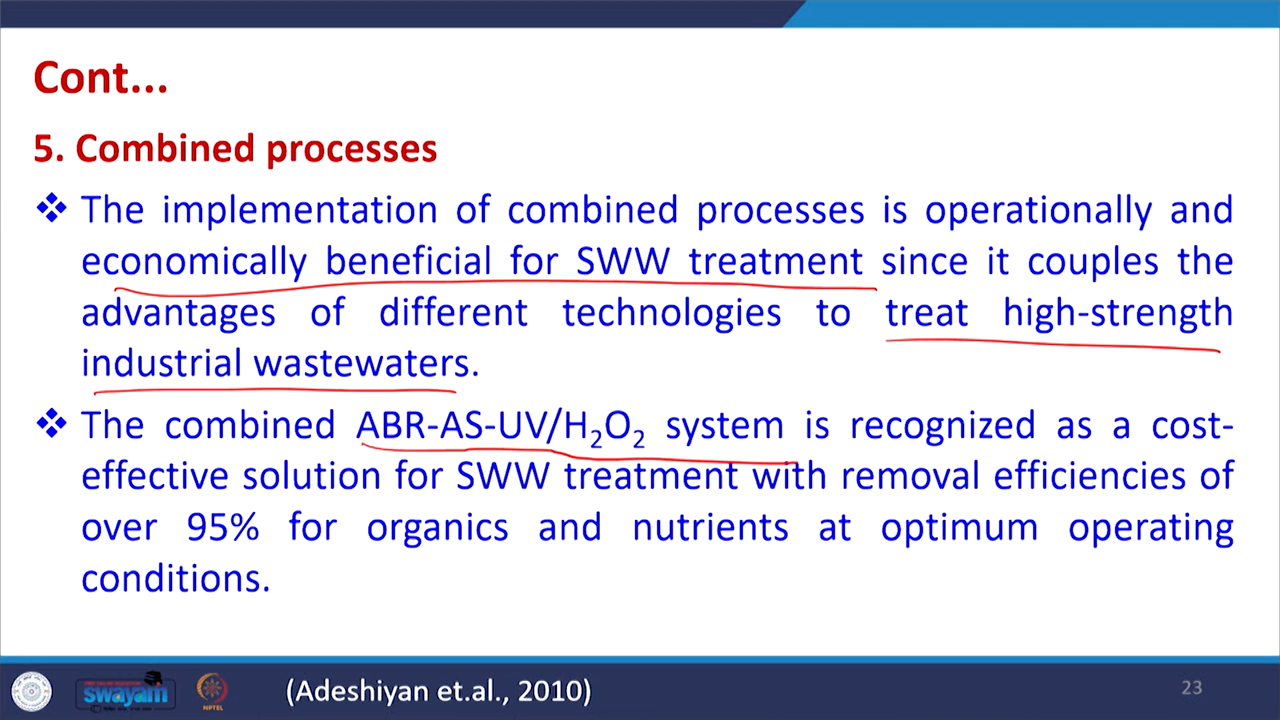 Cont...
5. Combined processes
❖ The implementation of combined processes is operationally and
economically beneficial for SWW treatment since it couples the
advantages of different technologies to treat high-strength
industrial wastewaters.
❖ The combined ABR-AS-UV/H₂O₂ system is recognized as a cost-
effective solution for SWW treatment with removal efficiencies of
over 95% for organics and nutrients at optimum operating
conditions.
swayam
NPTEL
(Adeshiyan et.al., 2010)
23